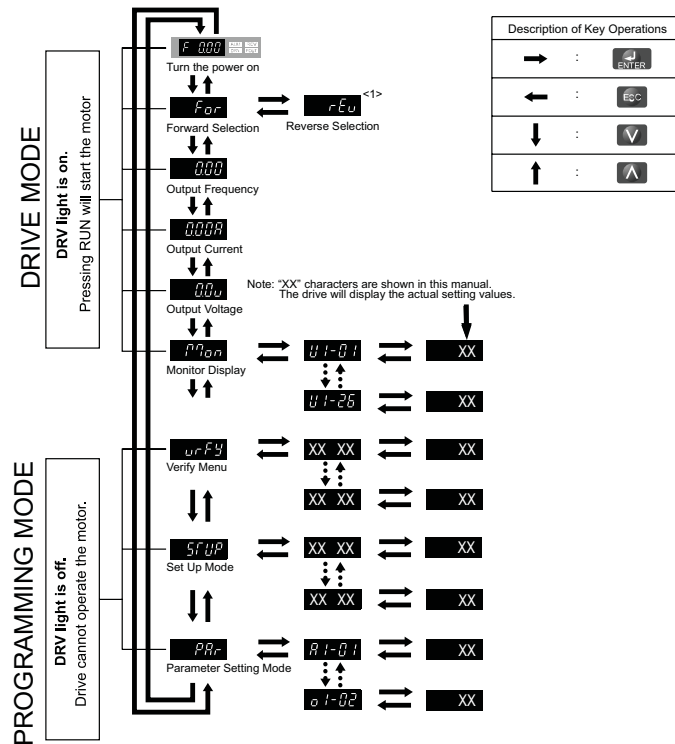 DRIVE MODE
DRV light is on.
Pressing RUN will start the motor
F 0.00
Turn the power on
For
rEv
<1>
Forward Selection
Reverse Selection
0.00
Output Frequency
0.00A
Output Current
0.0v
Output Voltage
Note: “XX” characters are shown in this manual.
The drive will display the actual setting values.
Mon
U1-01
XX
Monitor Display
U1-26
XX
PROGRAMMING MODE
DRV light is off.
Drive cannot operate the motor.
vrFY
XX XX
XX
Verify Menu
XX XX
XX
STUP
XX XX
XX
Set Up Mode
XX XX
XX
PAr
A1-01
XX
Parameter Setting Mode
o1-02
XX
Description of Key Operations
: ENTER
: ESC
:
: